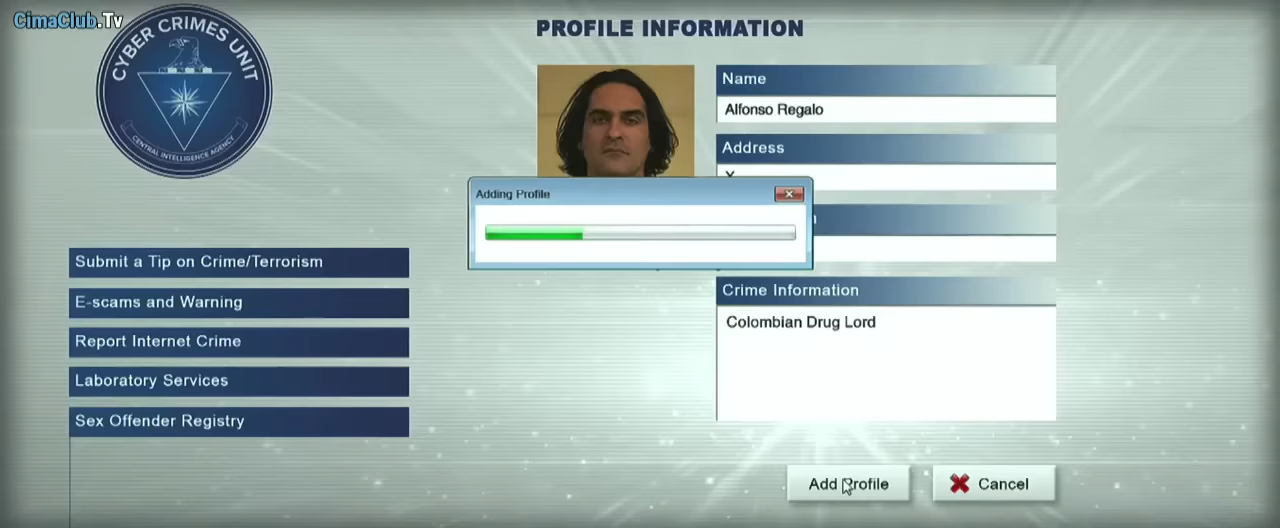 CimaClub.Tv
CYBER CRIMES UNIT
CENTRAL INTELLIGENCE AGENCY
PROFILE INFORMATION
Name
Alfonso Regalo
Address
X
Adding Profile
Crime Information
Colombian Drug Lord
Submit a Tip on Crime/Terrorism
E-scams and Warning
Report Internet Crime
Laboratory Services
Sex Offender Registry
Add Profile
Cancel